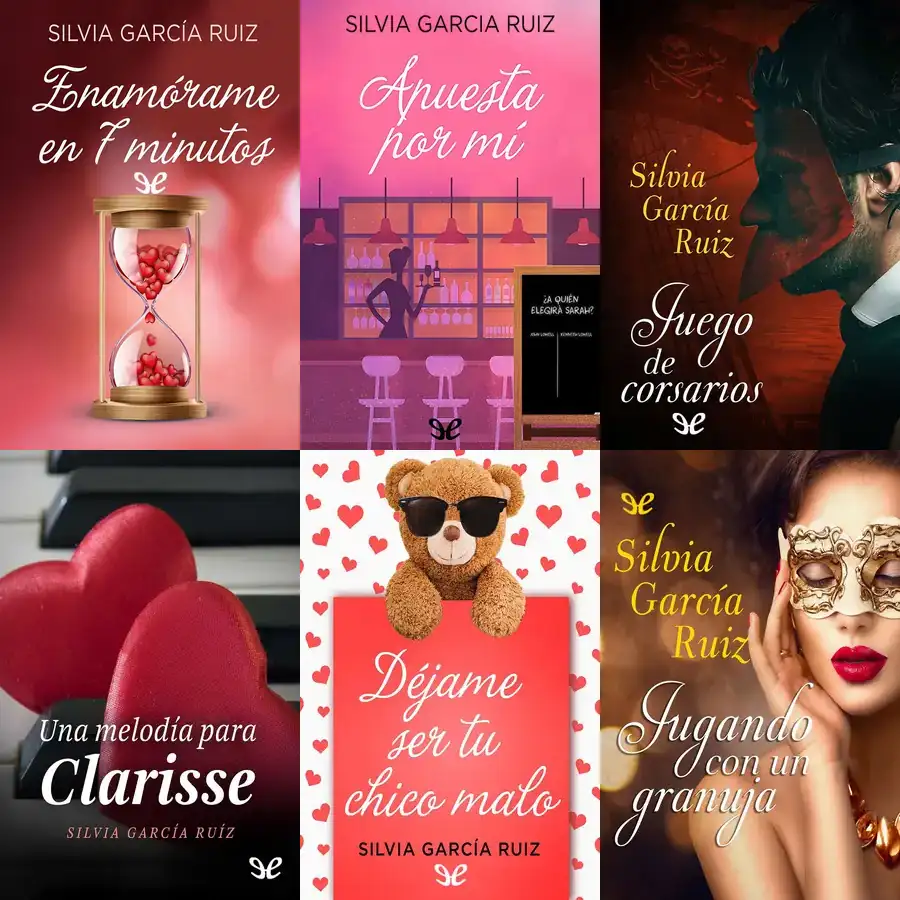 SILVIA GARCÍA RUIZ
Enamórame
en 7 minutos
SILVIA GARCIA RUIZ
Apuesta
por mí
¿A QUIÉN
ELEGIRÁ SARAH?
Silvia
García
Ruiz
Juego
de
corsarios
Una melodía para
Clarisse
SILVIA GARCÍA RUÍZ
Déjame
ser tu
chico malo
SILVIA GARCÍA RUIZ
Silvia
García
Ruiz
Jugando
con un
granuja